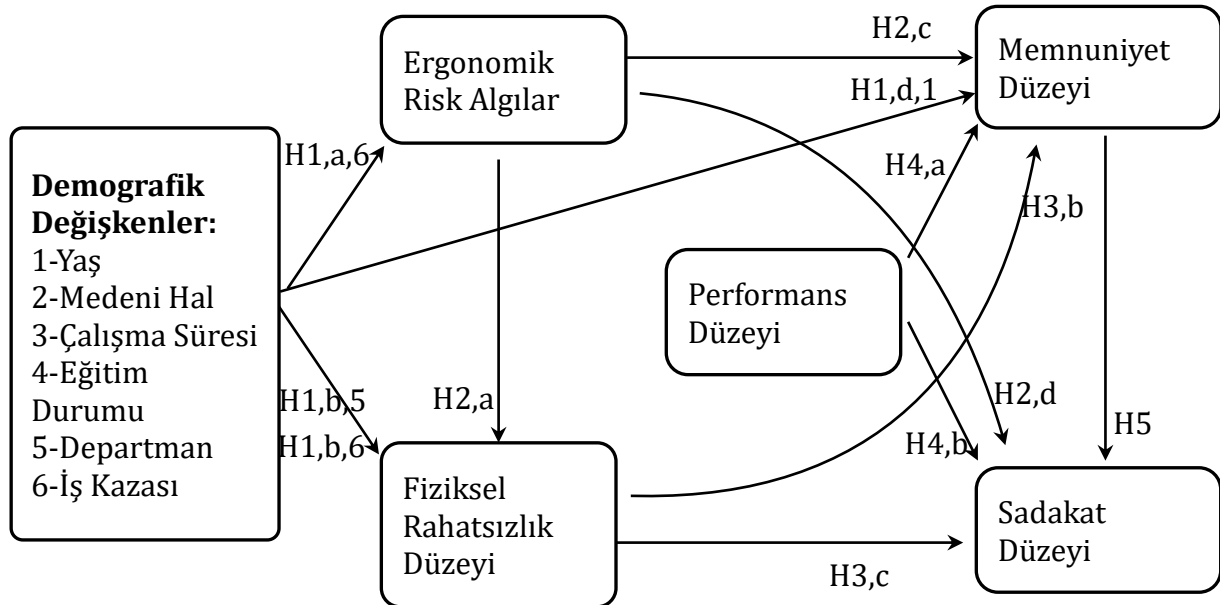 Demografik
Değişkenler:
1-Yaş
2-Medeni Hal
3-Çalışma Süresi
4-Eğitim
Durumu
5-Departman
6-İş Kazası
H1,a,6
H1,b,5
H1,b,6
Ergonomik
Risk Algılar
H2,a
Fiziksel
Rahatsızlık
Düzeyi
H2,c
H1,d,1
H4,a
H3,b
Performans
Düzeyi
H2,d
H4,b
H3,c
Memnuniyet
Düzeyi
H5
Sadakat
Düzeyi